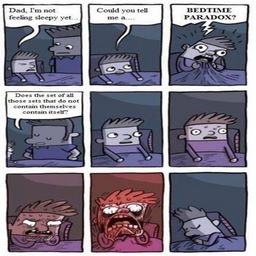 Dad, I'm not
feeling sleepy yet...
Could you tell
me a....
BEDTIME
PARADOX?
Does the set of all
those sets that do not
contain themselves
contain itself?